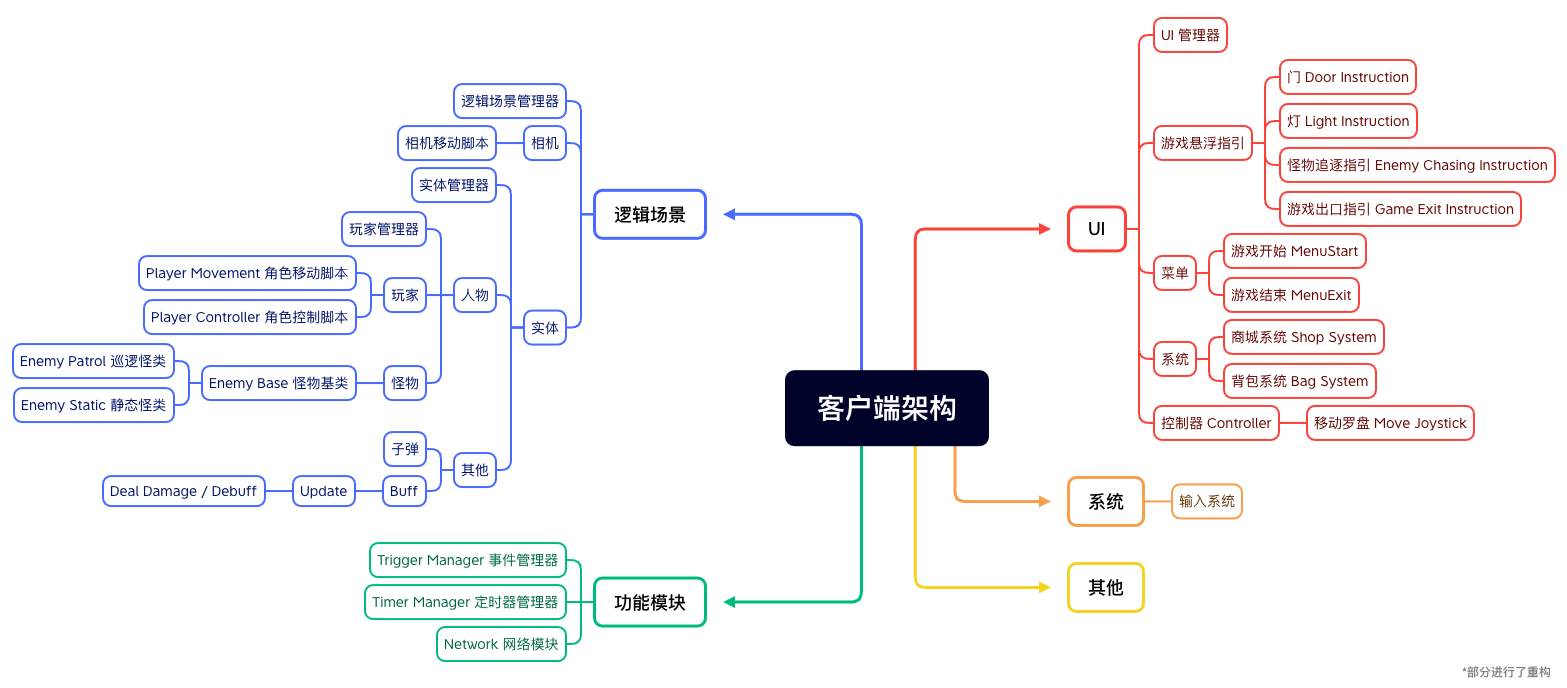 客户端架构
UI
UI 管理器
游戏悬浮指引
门 Door Instruction
灯 Light Instruction
怪物追逐指引 Enemy Chasing Instruction
游戏出口指引 Game Exit Instruction
菜单
游戏开始 MenuStart
游戏结束 MenuExit
系统
商城系统 Shop System
背包系统 Bag System
控制器 Controller
移动罗盘 Move Joystick
系统
输入系统
其他
逻辑场景
逻辑场景管理器
相机
相机移动脚本
实体
实体管理器
人物
玩家管理器
玩家
Player Movement 角色移动脚本
Player Controller 角色控制脚本
怪物
Enemy Base 怪物基类
Enemy Patrol 巡逻怪类
Enemy Static 静态怪类
其他
子弹
Buff
Update
Deal Damage / Debuff
功能模块
Trigger Manager 事件管理器
Timer Manager 定时器管理器
Network 网络模块
*部分进行了重构